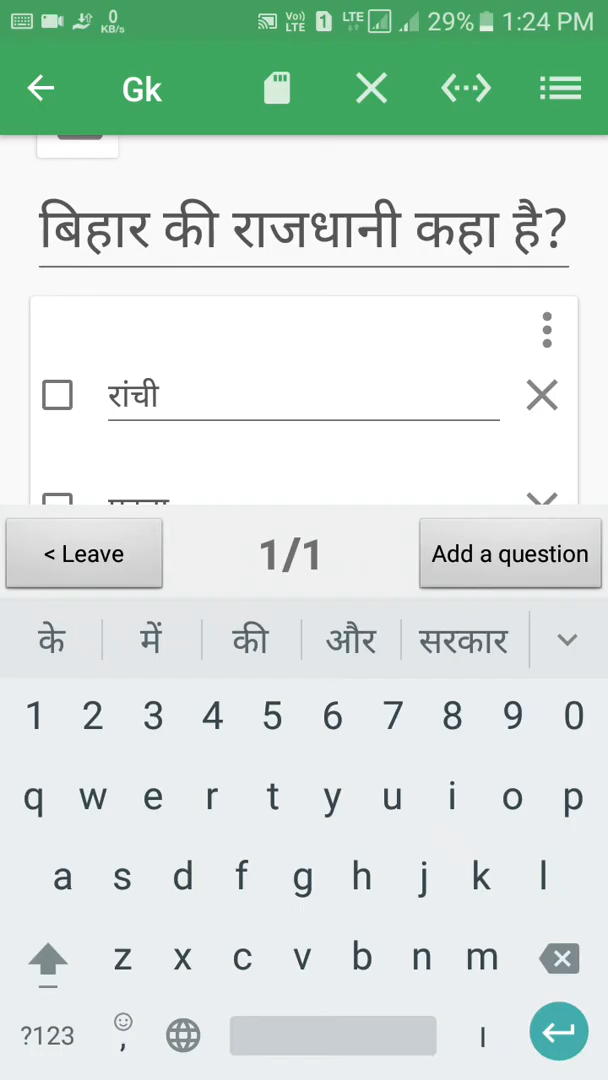 0
KB/s
Vo))
LTE
1
LTE
29%
1:24 PM
Gk
बिहार की राजधानी कहा है?
रांची
< Leave
1/1
Add a question
के में की और सरकार
1 2 3 4 5 6 7 8 9 0
q w e r t y u i o p
a s d f g h j k l
z x c v b n m
?123 , l